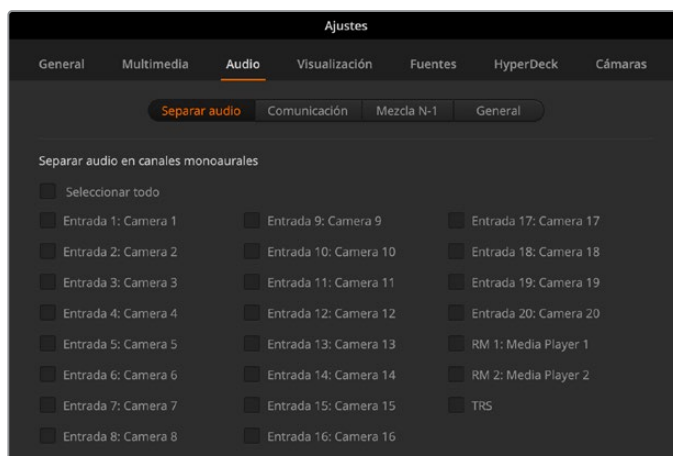 Ajustes
General Multimedia Audio Visualización Fuentes HyperDeck Cámaras
Separar audio Comunicación Mezcla N-1 General
Separar audio en canales monoaurales
Seleccionar todo
Entrada 1: Camera 1 Entrada 9: Camera 9 Entrada 17: Camera 17
Entrada 2: Camera 2 Entrada 10: Camera 10 Entrada 18: Camera 18
Entrada 3: Camera 3 Entrada 11: Camera 11 Entrada 19: Camera 19
Entrada 4: Camera 4 Entrada 12: Camera 12 Entrada 20: Camera 20
Entrada 5: Camera 5 Entrada 13: Camera 13 RM 1: Media Player 1
Entrada 6: Camera 6 Entrada 14: Camera 14 RM 2: Media Player 2
Entrada 7: Camera 7 Entrada 15: Camera 15 TRS
Entrada 8: Camera 8 Entrada 16: Camera 16